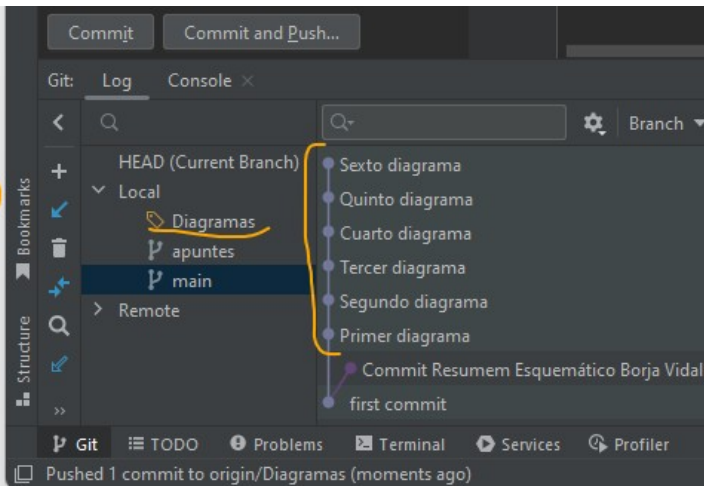 Commit Commit and Push...
Git: Log Console
Branch
HEAD (Current Branch)
Local
Diagramas
apuntes
main
Remote
Sexto diagrama
Quinto diagrama
Cuarto diagrama
Tercer diagrama
Segundo diagrama
Primer diagrama
Commit Resumem Esquemático Borja Vidal
first commit
Bookmarks
Structure
Git TODO Problems Terminal Services Profiler
Pushed 1 commit to origin/Diagramas (moments ago)